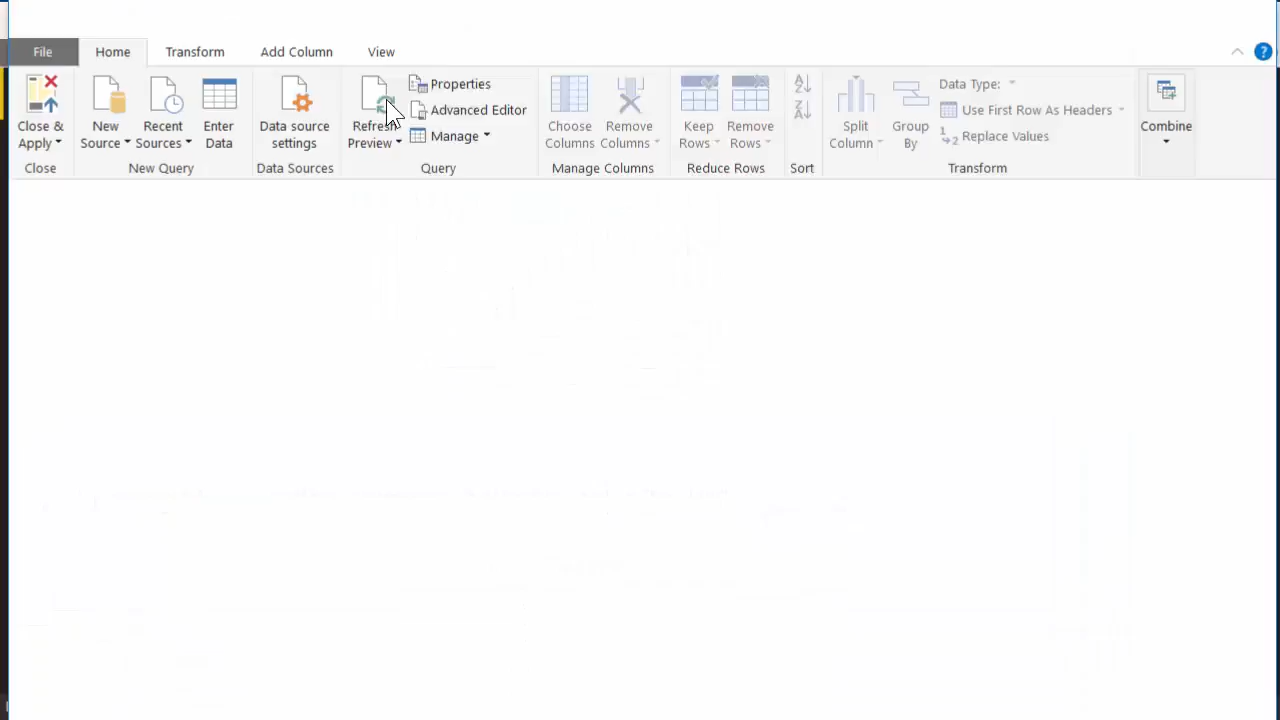 File Home Transform Add Column View
Properties
Advanced Editor
Manage
Close & Apply
New Source
Recent Sources
Enter Data
Data source settings
Refresh Preview
Choose Columns
Remove Columns
Keep Rows
Remove Rows
Split Column
Group By
Data Type:
Use First Row As Headers
Replace Values
Combine
Close New Query Data Sources Query Manage Columns Reduce Rows Sort Transform